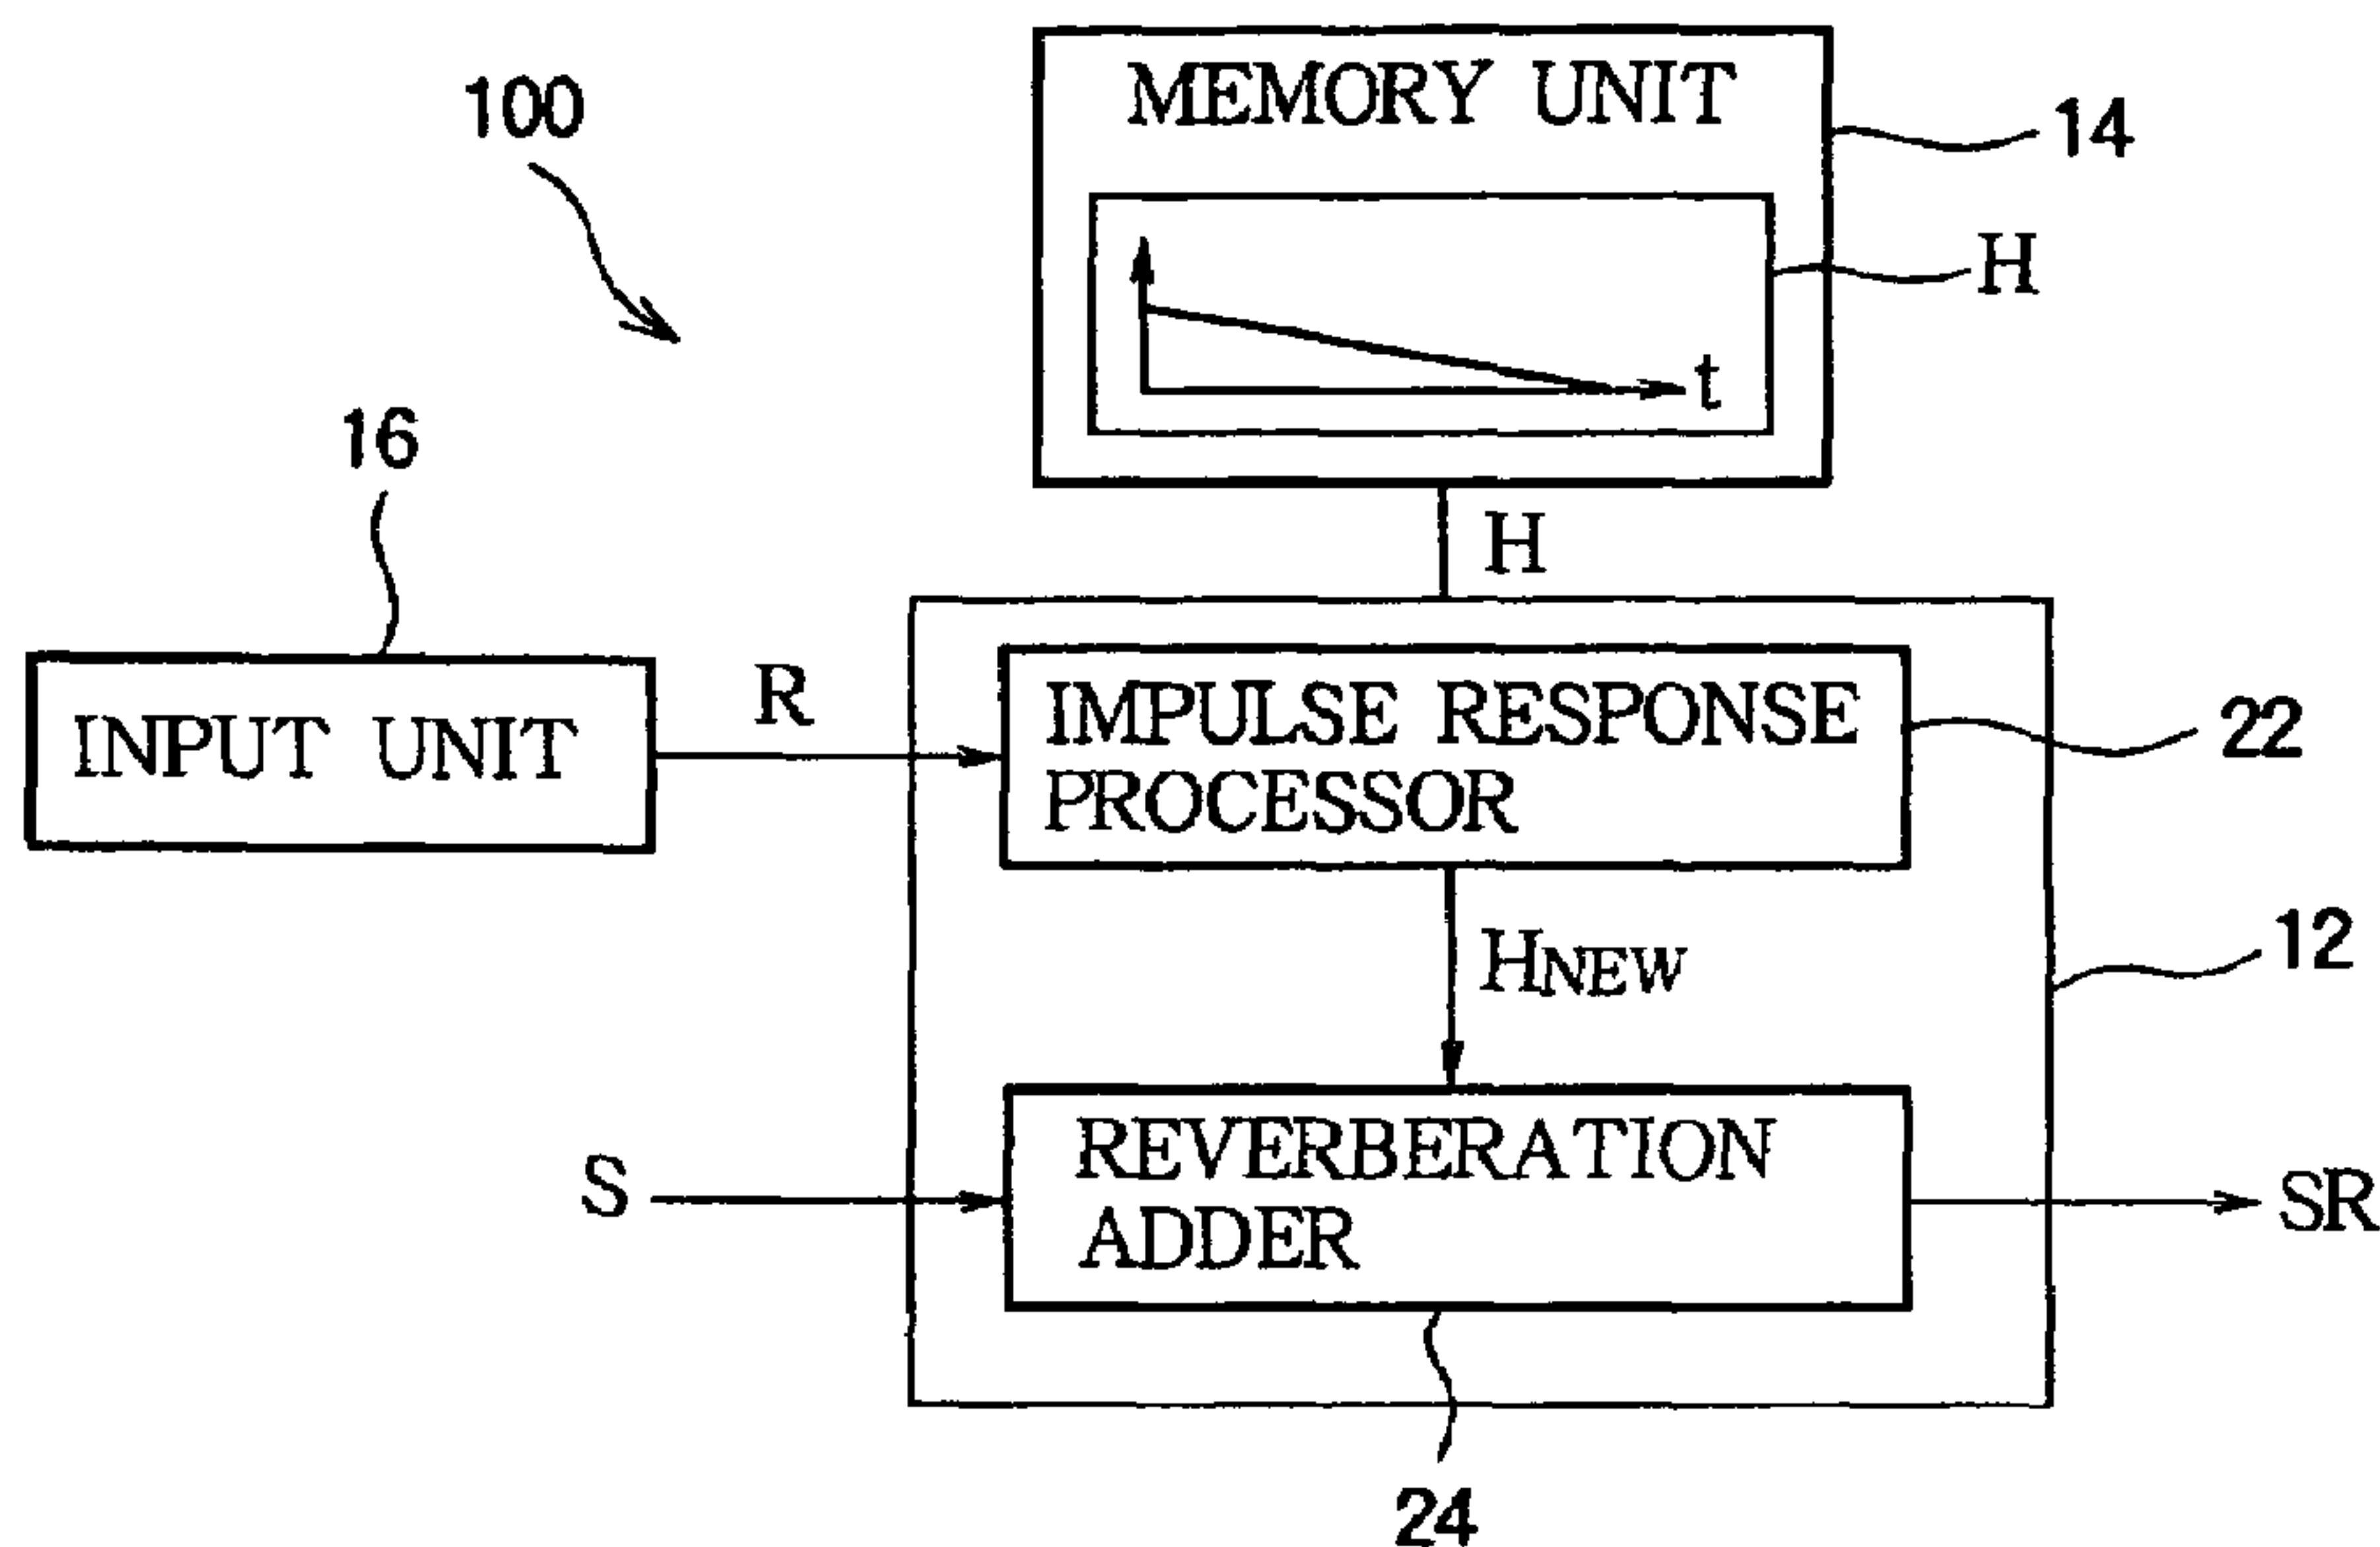 100
MEMORY UNIT
14
H
t
16
H
INPUT UNIT
R
IMPULSE RESPONSE
PROCESSOR
22
HNEW
12
S
REVERBERATION
ADDER
SR
24